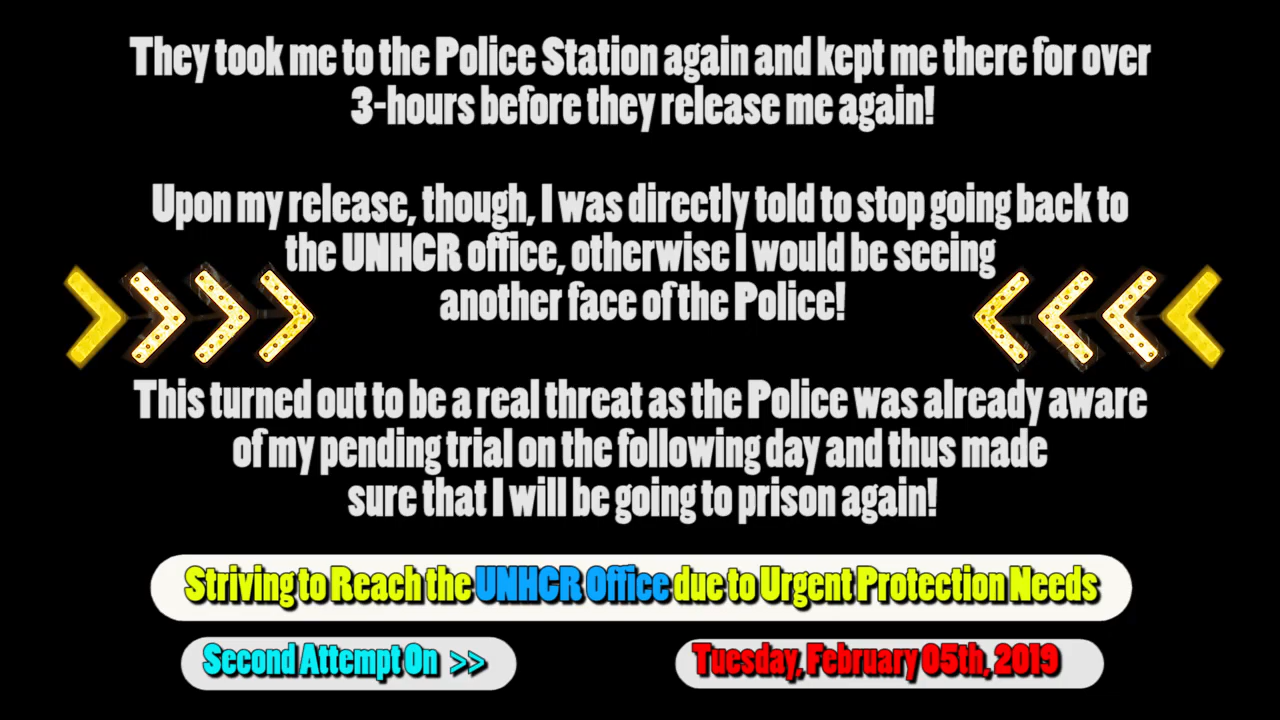 They took me to the Police Station again and kept me there for over
3-hours before they release me again!
Upon my release, though, I was directly told to stop going back to
the UNHCR office, otherwise I would be seeing
another face of the Police!
This turned out to be a real threat as the Police was already aware
of my pending trial on the following day and thus made
sure that I will be going to prison again!
Striving to Reach the UNHCR Office due to Urgent Protection Needs
Second Attempt On >>
Tuesday, February 05th, 2019